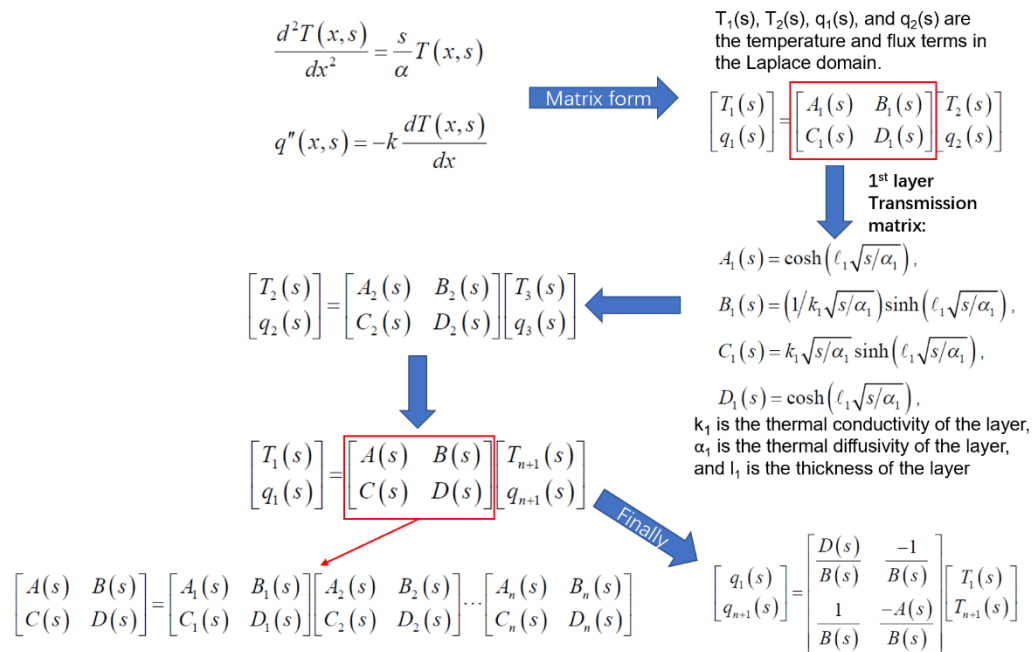 d²T(x,s)/dx² = s/α T(x,s)
q″(x,s) = −k dT(x,s)/dx
Matrix form
T₁(s), T₂(s), q₁(s), and q₂(s) are
the temperature and flux terms in
the Laplace domain.
[T₁(s); q₁(s)] = [A₁(s) B₁(s); C₁(s) D₁(s)] [T₂(s); q₂(s)]
1st layer
Transmission
matrix:
A₁(s) = cosh(ℓ₁√(s/α₁)),
B₁(s) = (1/k₁√(s/α₁)) sinh(ℓ₁√(s/α₁)),
C₁(s) = k₁√(s/α₁) sinh(ℓ₁√(s/α₁)),
D₁(s) = cosh(ℓ₁√(s/α₁)),
k₁ is the thermal conductivity of the layer,
α₁ is the thermal diffusivity of the layer,
and l₁ is the thickness of the layer
[T₂(s); q₂(s)] = [A₂(s) B₂(s); C₂(s) D₂(s)] [T₃(s); q₃(s)]
[T₁(s); q₁(s)] = [A(s) B(s); C(s) D(s)] [Tₙ₊₁(s); qₙ₊₁(s)]
Finally
[A(s) B(s); C(s) D(s)] = [A₁(s) B₁(s); C₁(s) D₁(s)] [A₂(s) B₂(s); C₂(s) D₂(s)] ⋯ [Aₙ(s) Bₙ(s); Cₙ(s) Dₙ(s)]
[q₁(s); qₙ₊₁(s)] = [D(s)/B(s) −1/B(s); 1/B(s) −A(s)/B(s)] [T₁(s); Tₙ₊₁(s)]